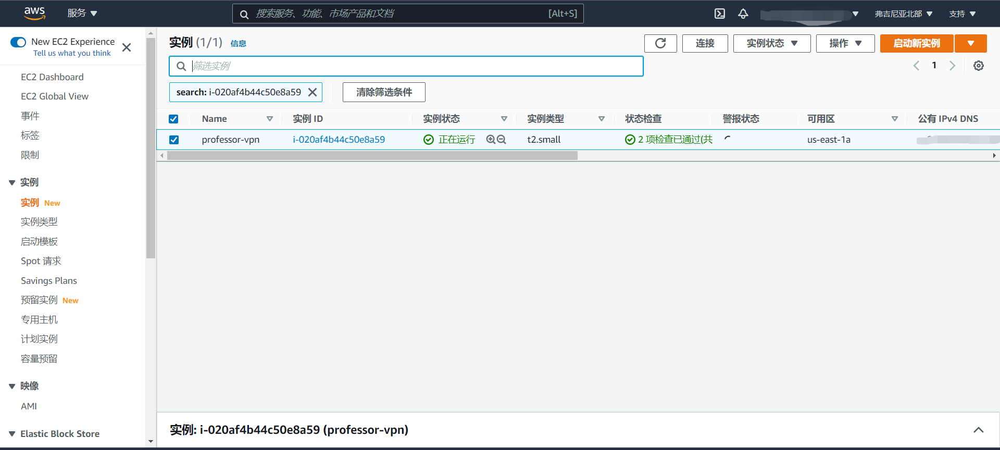 aws
服务
搜索服务、功能、市场产品和文档
[Alt+S]
弗吉尼亚北部
支持
New EC2 Experience
Tell us what you think
EC2 Dashboard
EC2 Global View
事件
标签
限制
实例
实例 New
实例类型
启动模板
Spot 请求
Savings Plans
预留实例 New
专用主机
计划实例
容量预留
映像
AMI
Elastic Block Store
实例 (1/1) 信息
连接
实例状态
操作
启动新实例
筛选实例
1
search: i-020af4b44c50e8a59
清除筛选条件
Name 实例 ID 实例状态 实例类型 状态检查 警报状态 可用区 公有 IPv4 DNS
professor-vpn i-020af4b44c50e8a59 正在运行 t2.small 2 项检查已通过(共 us-east-1a
实例: i-020af4b44c50e8a59 (professor-vpn)